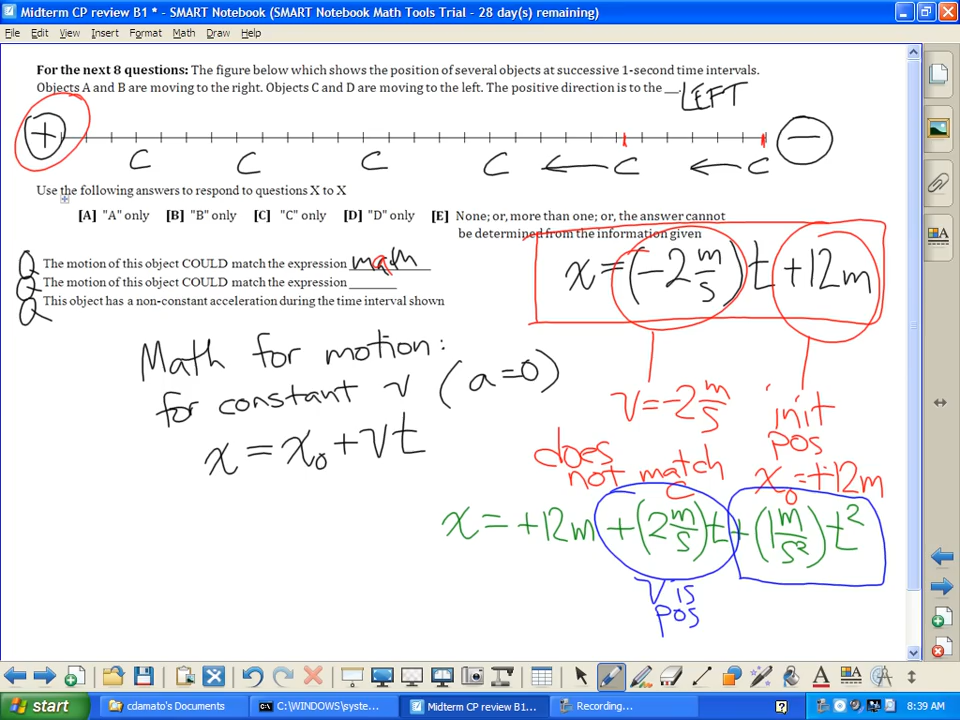 Midterm CP review B1 * - SMART Notebook (SMART Notebook Math Tools Trial - 28 day(s) remaining)
File Edit View Insert Format Math Draw Help
For the next 8 questions: The figure below which shows the position of several objects at successive 1-second time intervals.
Objects A and B are moving to the right. Objects C and D are moving to the left. The positive direction is to the __.
LEFT
+ −
C C C C C C
Use the following answers to respond to questions X to X
[A] "A" only [B] "B" only [C] "C" only [D] "D" only [E] None; or, more than one; or, the answer cannot
be determined from the information given
Q The motion of this object COULD match the expression math
Q The motion of this object COULD match the expression ________
Q This object has a non-constant acceleration during the time interval shown
x = (-2 m/s) t + 12m
Math for motion:
for constant v (a=0)
x = x₀ + vt
v = -2 m/s
init
pos
x₀ = +12m
does
not match
C
x = +12m + (2 m/s) t + (1 m/s²) t²
V is
pos
start
cdamato's Documents
C:\WINDOWS\syste...
Midterm CP review B1...
Recording...
8:39 AM